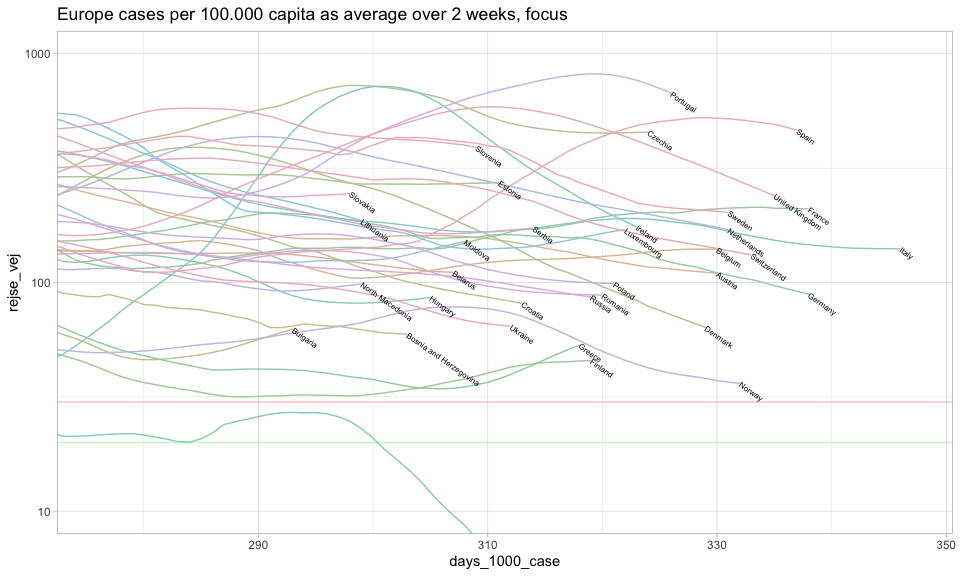 Europe cases per 100.000 capita as average over 2 weeks, focus
1000
Portugal
Spain
Czechia
Slovenia
Estonia
Slovakia
United Kingdom
France
Sweden
Lithuania
Serbia
Ireland
Luxembourg
Netherlands
Moldova
Belgium
Switzerland
Italy
100
Belarus
Austria
North Macedonia
Hungary
Croatia
Russia
Romania
Poland
Germany
Bulgaria
Bosnia and Herzegovina
Ukraine
Denmark
Greece
Finland
Norway
10
290
310
330
350
days_1000_case
rejse_vej